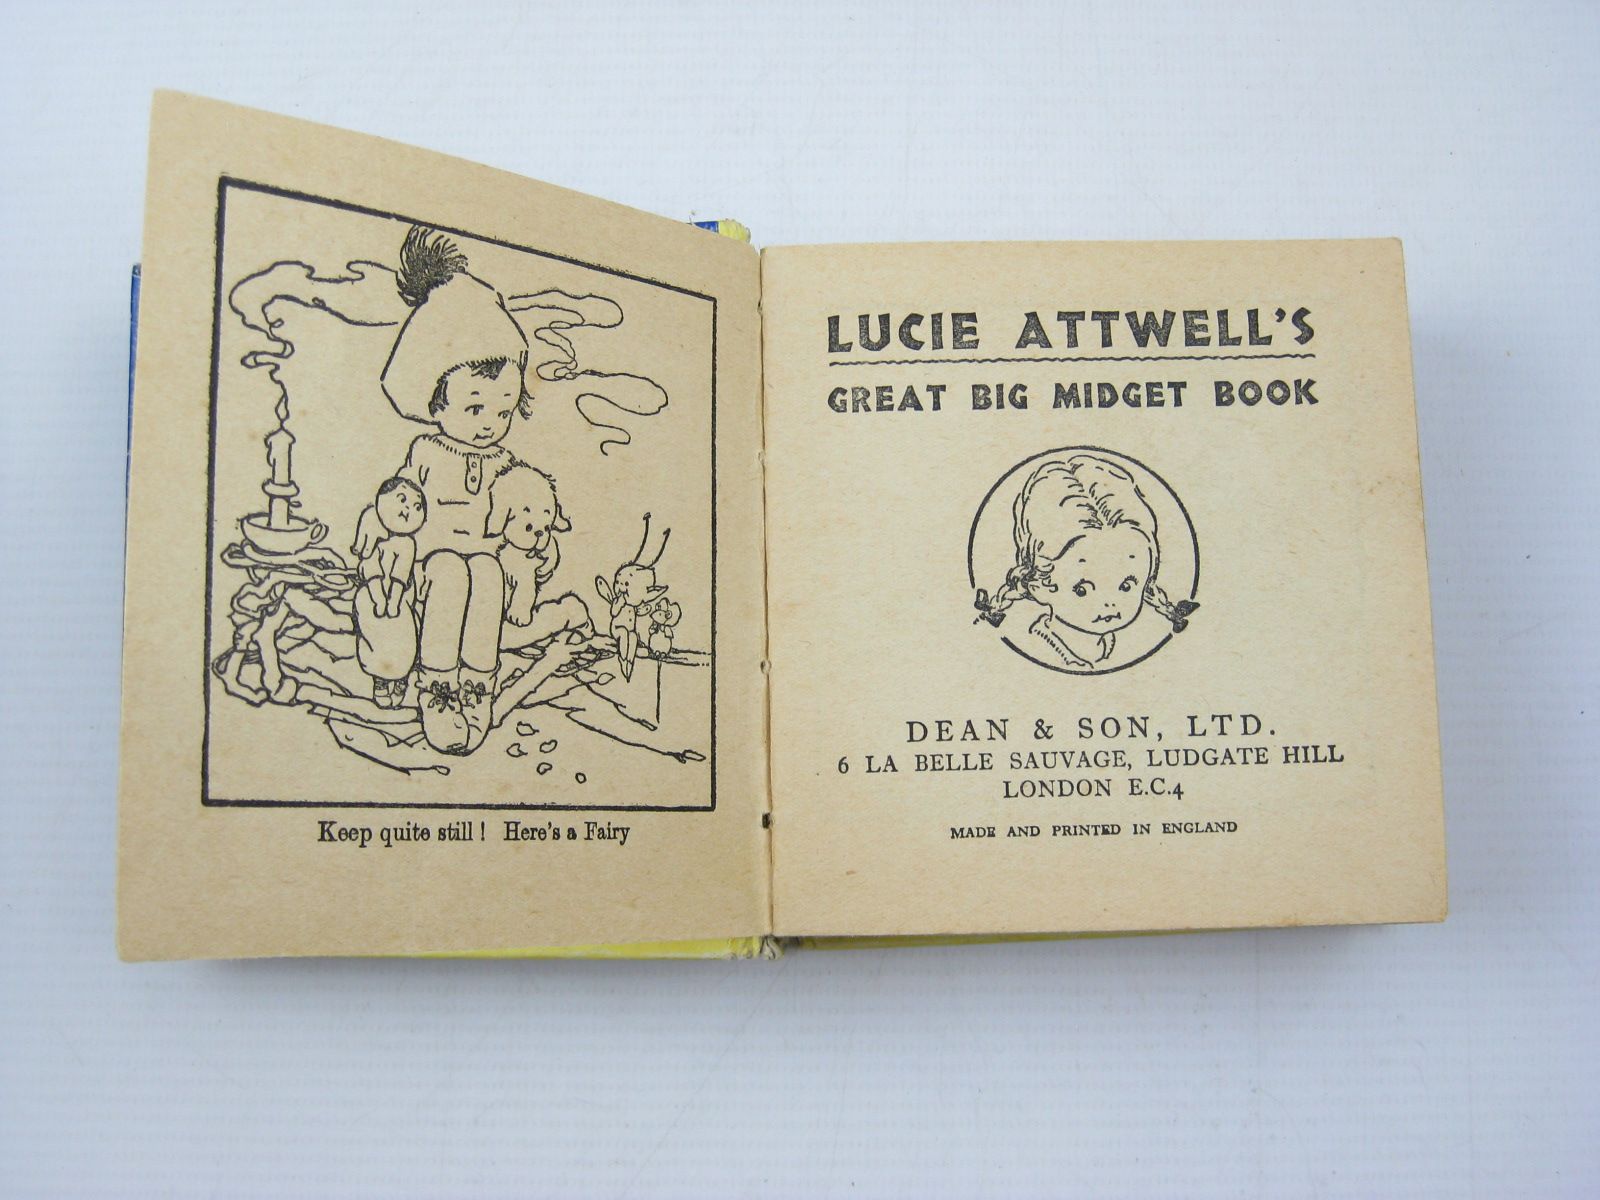 Keep quite still! Here's a Fairy
LUCIE ATTWELL'S
GREAT BIG MIDGET BOOK
DEAN & SON, LTD.
6 LA BELLE SAUVAGE, LUDGATE HILL
LONDON E.C.4
MADE AND PRINTED IN ENGLAND